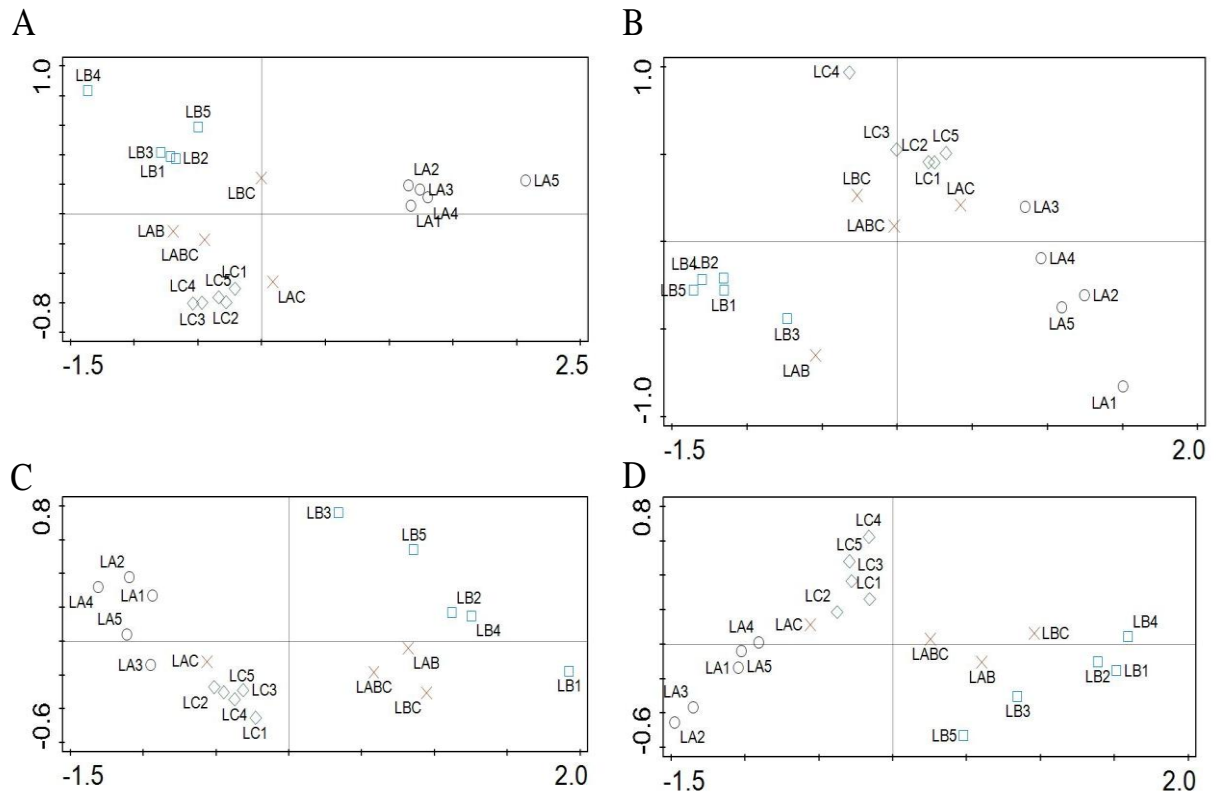 A
1.0
-0.8
LB4
LB5
LB3
LB2
LB1
LBC
LA2
LA3
LA5
LA4
LA1
LAB
LABC
LC1
LC5
LC4
LAC
LC3
LC2
-1.5
2.5
B
1.0
-1.0
LC4
LC3
LC2
LC5
LC1
LBC
LAC
LABC
LA3
LB4
LB2
LA4
LB5
LB1
LA2
LA5
LB3
LAB
LA1
-1.5
2.0
C
0.8
-0.6
LB3
LB5
LA2
LA4
LA1
LB2
LA5
LB4
LA3
LAC
LAB
LC5
LC3
LABC
LB1
LC2
LC4
LBC
LC1
-1.5
2.0
D
0.8
-0.6
LC4
LC5
LC3
LC1
LC2
LAC
LA4
LBC
LB4
LABC
LA1
LA5
LAB
LB2
LB1
LA3
LB3
LA2
LB5
-1.5
2.0